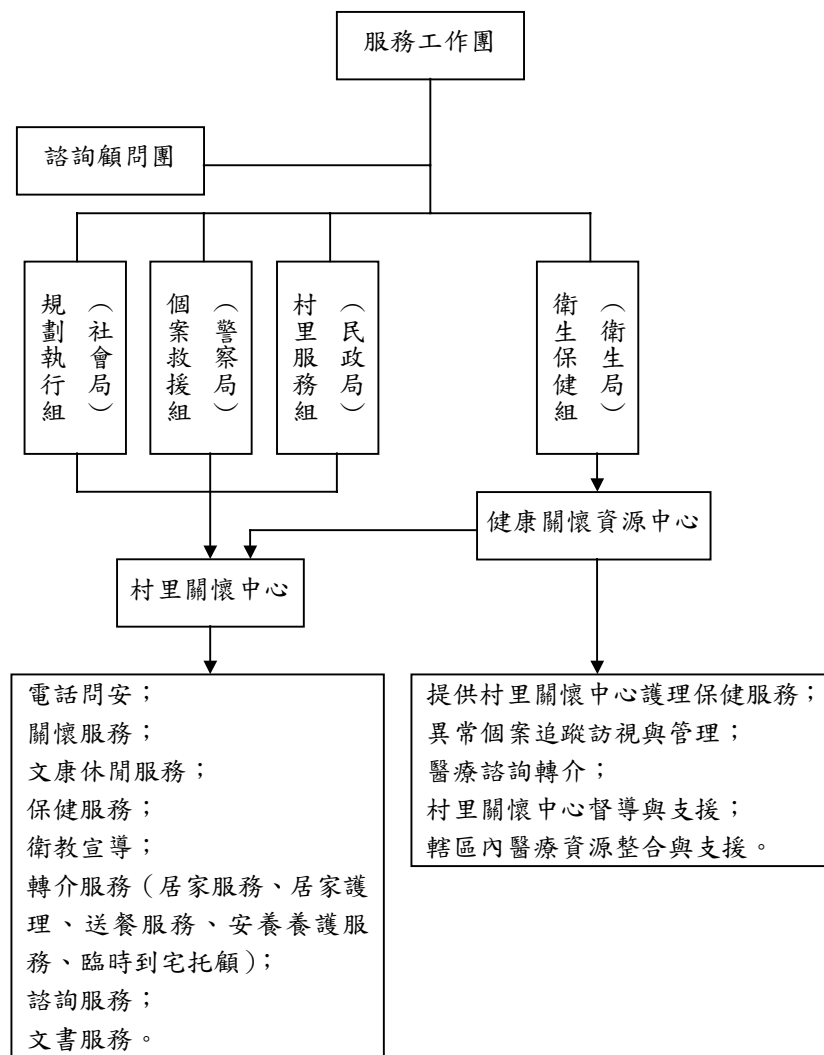 服務工作團
諮詢顧問團
規劃執行組
（社會局）
個案救援組
（警察局）
村里服務組
（民政局）
衛生保健組
（衛生局）
健康關懷資源中心
村里關懷中心
電話問安；
關懷服務；
文康休閒服務；
保健服務；
衛教宣導；
轉介服務（居家服務、居家護
理、送餐服務、安養養護服
務、臨時到宅托顧）；
諮詢服務；
文書服務。
提供村里關懷中心護理保健服務；
異常個案追蹤訪視與管理；
醫療諮詢轉介；
村里關懷中心督導與支援；
轄區內醫療資源整合與支援。